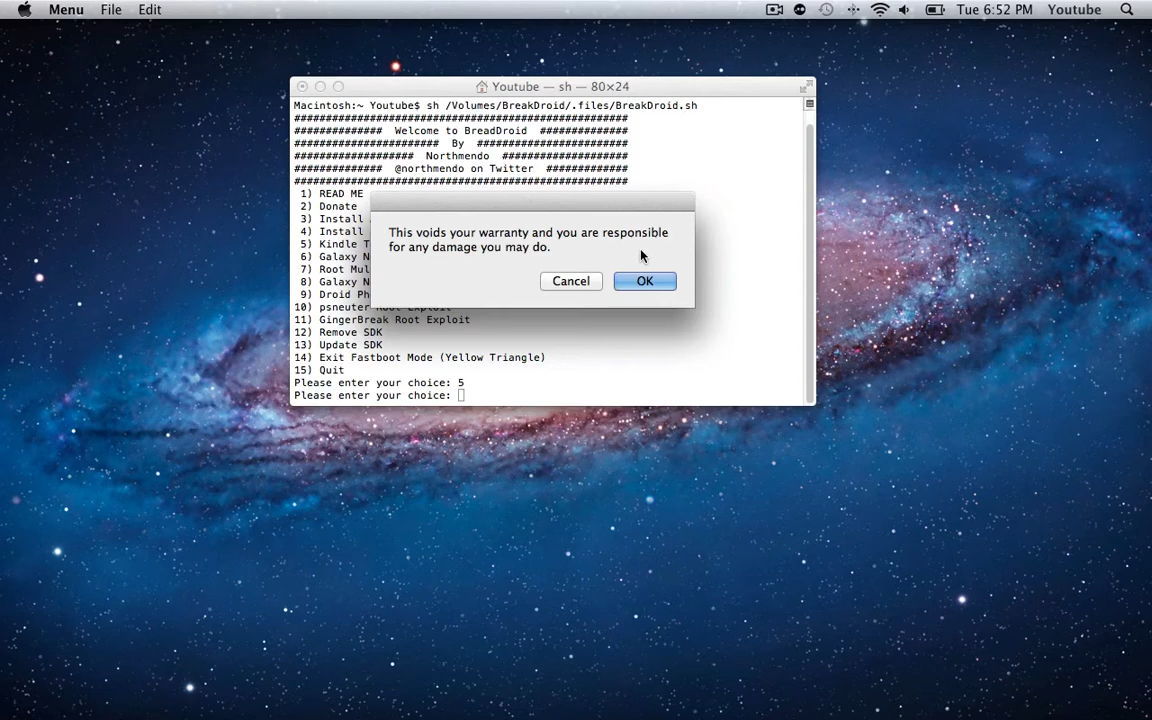 Menu File Edit Tue 6:52 PM Youtube
Youtube — sh — 80×24
Macintosh:~ Youtube$ sh /Volumes/BreakDroid/.files/BreakDroid.sh
#####################################################
############## Welcome to BreadDroid ##############
####################### By ########################
################### Northmendo ####################
############## @northmendo on Twitter #############
#####################################################
1) READ ME
2) Donate
3) Install
4) Install
5) Kindle
6) Galaxy
7) Root
8) Galaxy
9) Droid
10) psneuter Root Exploit
11) GingerBreak Root Exploit
12) Remove SDK
13) Update SDK
14) Exit Fastboot Mode (Yellow Triangle)
15) Quit
Please enter your choice: 5
Please enter your choice:
This voids your warranty and you are responsible
for any damage you may do.
Cancel OK